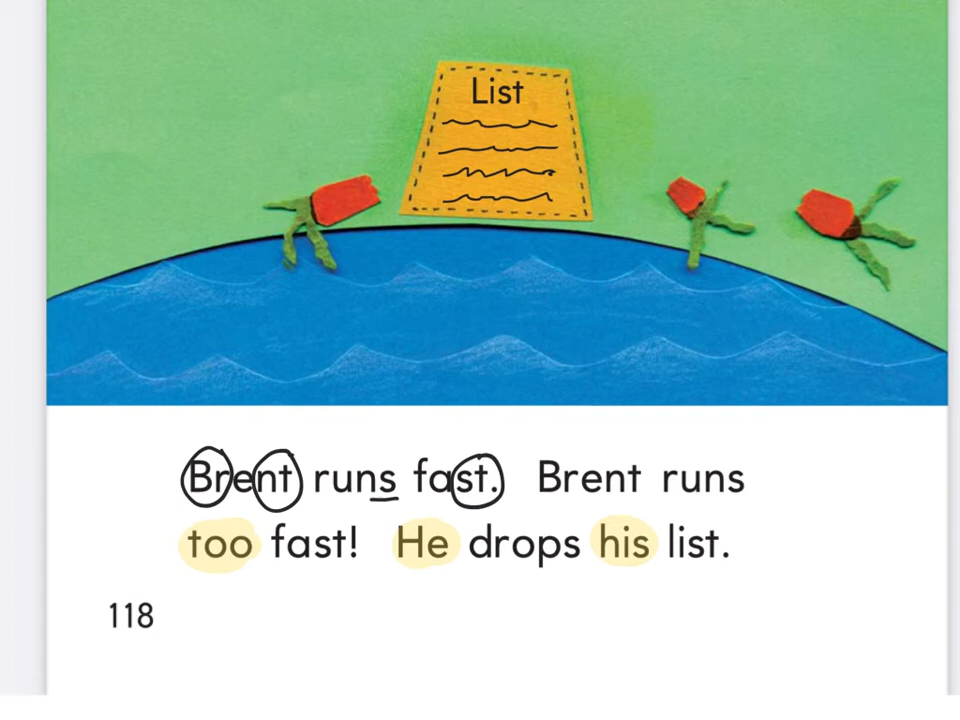 List
Brent runs fast. Brent runs
too fast! He drops his list.
118